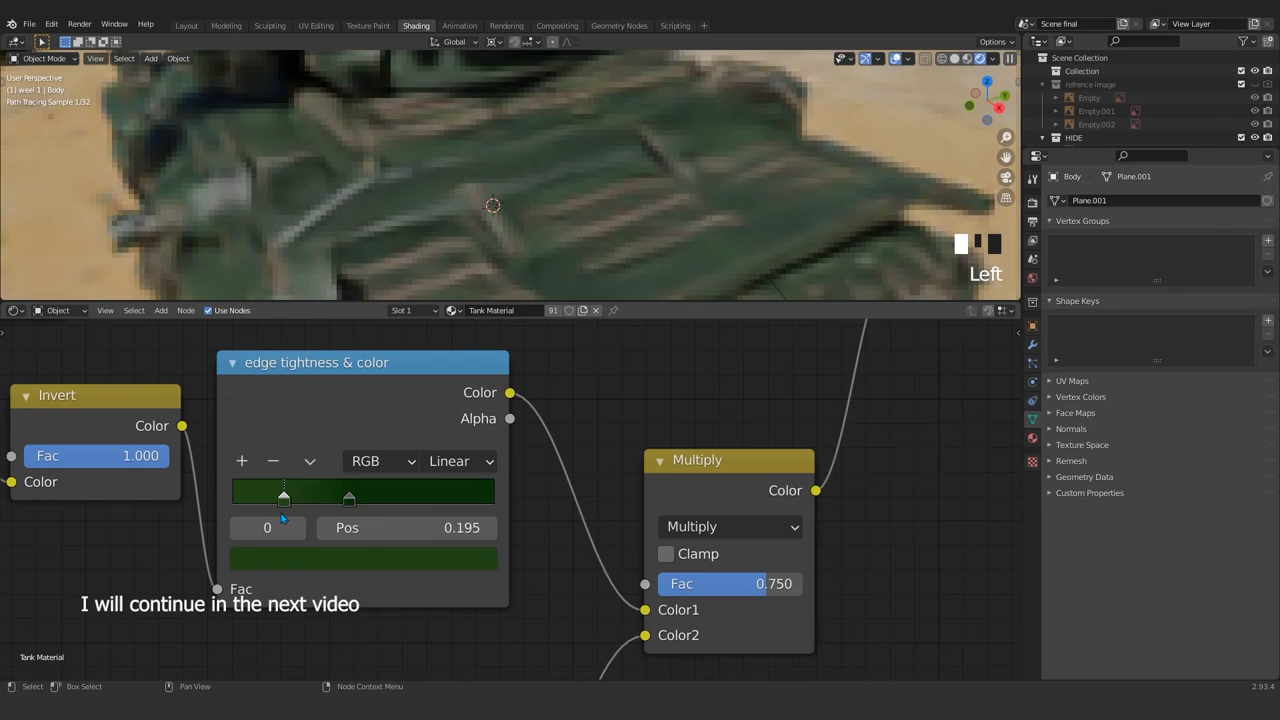 File Edit Render Window Help Layout Modeling Sculpting UV Editing Texture Paint Shading Animation Rendering Compositing Geometry Nodes Scripting + Scene final View Layer
Global Options
Object Mode View Select Add Object
User Perspective
(1) weel 1 | Body
Path Tracing Sample 1/32
Scene Collection
Collection
refrence image
Empty
Empty.001
Empty.002
HIDE
Body Plane.001
Plane.001
Vertex Groups
Shape Keys
UV Maps
Vertex Colors
Face Maps
Normals
Texture Space
Remesh
Geometry Data
Custom Properties
Left
Object View Select Add Node Use Nodes Slot 1 Tank Material 91
edge tightness & color
Color
Alpha
RGB Linear
0 Pos 0.195
Fac
Invert
Color
Fac 1.000
Color
Multiply
Color
Multiply
Clamp
Fac 0.750
Color1
Color2
I will continue in the next video
Tank Material
Select Box Select Pan View Node Context Menu 2.93.4